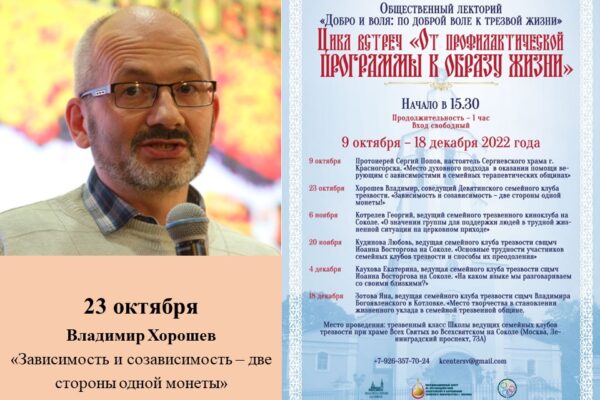 23 октября
Владимир Хорошев
«Зависимость и созависимость – две
стороны одной монеты»
Общественный лекторий
«Добро и воля: по доброй воле к трезвой жизни»
Цикл встреч «От профилактической
программы к образу жизни»
Начало в 15.30
Продолжительность – 1 час
Вход свободный
9 октября – 18 декабря 2022 года
9 октября Протоиерей Сергий Попов, настоятель Сергиевского храма г.
Красногорска. «Место духовного подхода в оказании помощи ве-
рующим с зависимостями в семейных терапевтических общинах»
23 октября Хорошев Владимир, соведущий Девятинского семейного клуба
трезвости. «Зависимость и созависимость – две стороны одной
монеты!»
6 ноября Котрелев Георгий, ведущий семейного трезвенного киноклуба на
Соколе. «О значении группы для поддержки людей в трудной жиз-
ненной ситуации на церковном приходе»
20 ноября Кудинова Любовь, ведущая семейного клуба трезвости сщмч
Иоанна Восторгова на Соколе. «Основные трудности участников
семейных клубов трезвости и способы их преодоления»
4 декабря Каухова Екатерина, ведущая семейного клуба трезвости сщмч
Иоанна Восторгова на Соколе. «На каком языке мы разговариваем
со своими близкими?»
18 декабря Зотова Яна, ведущая семейного клуба трезвости сщмч Владимира
Богоявленского в Котловке. «Место творчества в становлении
жизненного уклада в семейной трезвенной общине.
Место проведения: трезвенный класс Школы ведущих семейных клубов
трезвости при храме Всех Святых во Всехсвятском на Соколе (Москва, Ле-
нинградский проспект, 73А)
+7-926-357-70-24 kcentersv@gmail.com